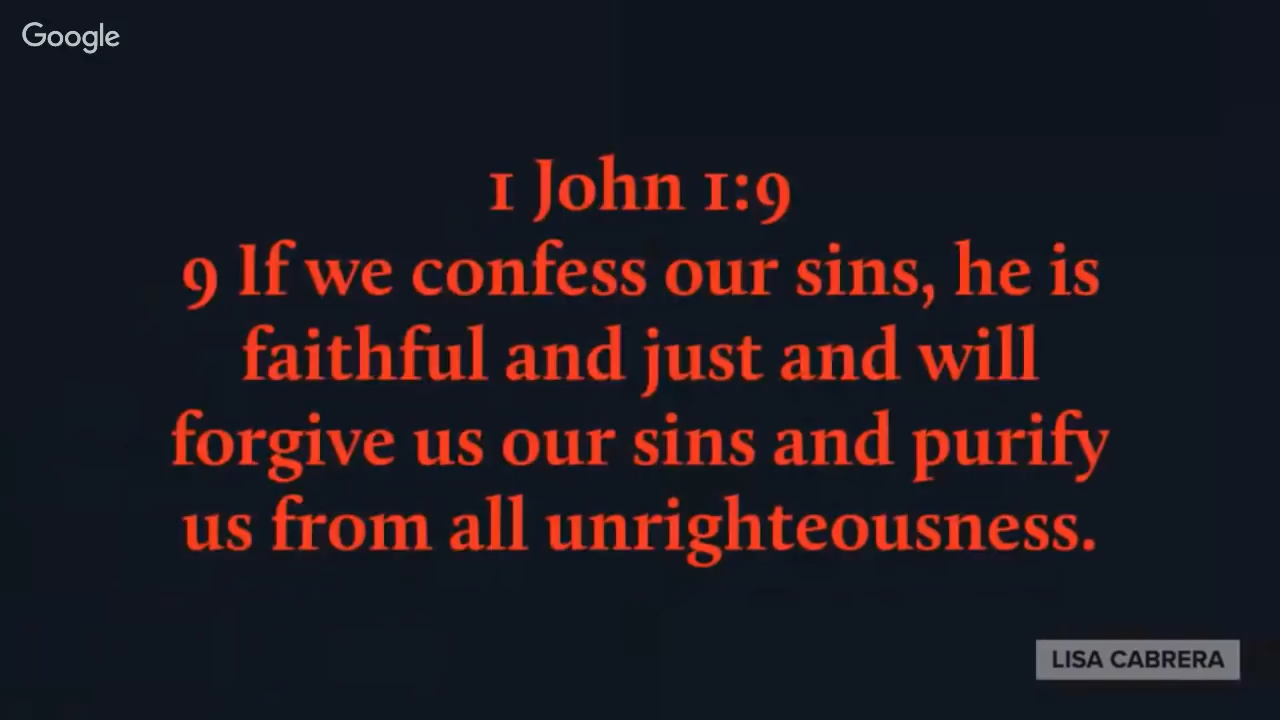 Google
1 John 1:9
9 If we confess our sins, he is
faithful and just and will
forgive us our sins and purify
us from all unrighteousness.
LISA CABRERA